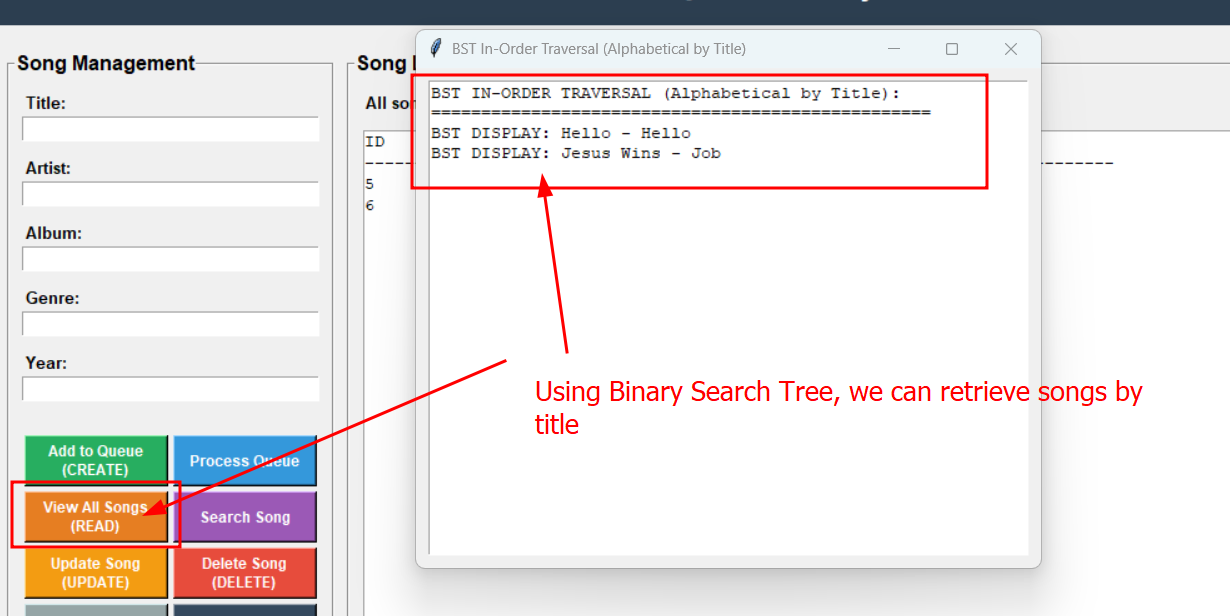 BST In-Order Traversal (Alphabetical by Title)
Song Management
Song
Title:
Artist:
Album:
Genre:
Year:
Add to Queue
(CREATE)
Process Queue
View All Songs
(READ)
Search Song
Update Song
(UPDATE)
Delete Song
(DELETE)
All
ID
--------
5
6
BST IN-ORDER TRAVERSAL (Alphabetical by Title):
==================================================
BST DISPLAY: Hello - Hello
BST DISPLAY: Jesus Wins - Job
Using Binary Search Tree, we can retrieve songs by
title